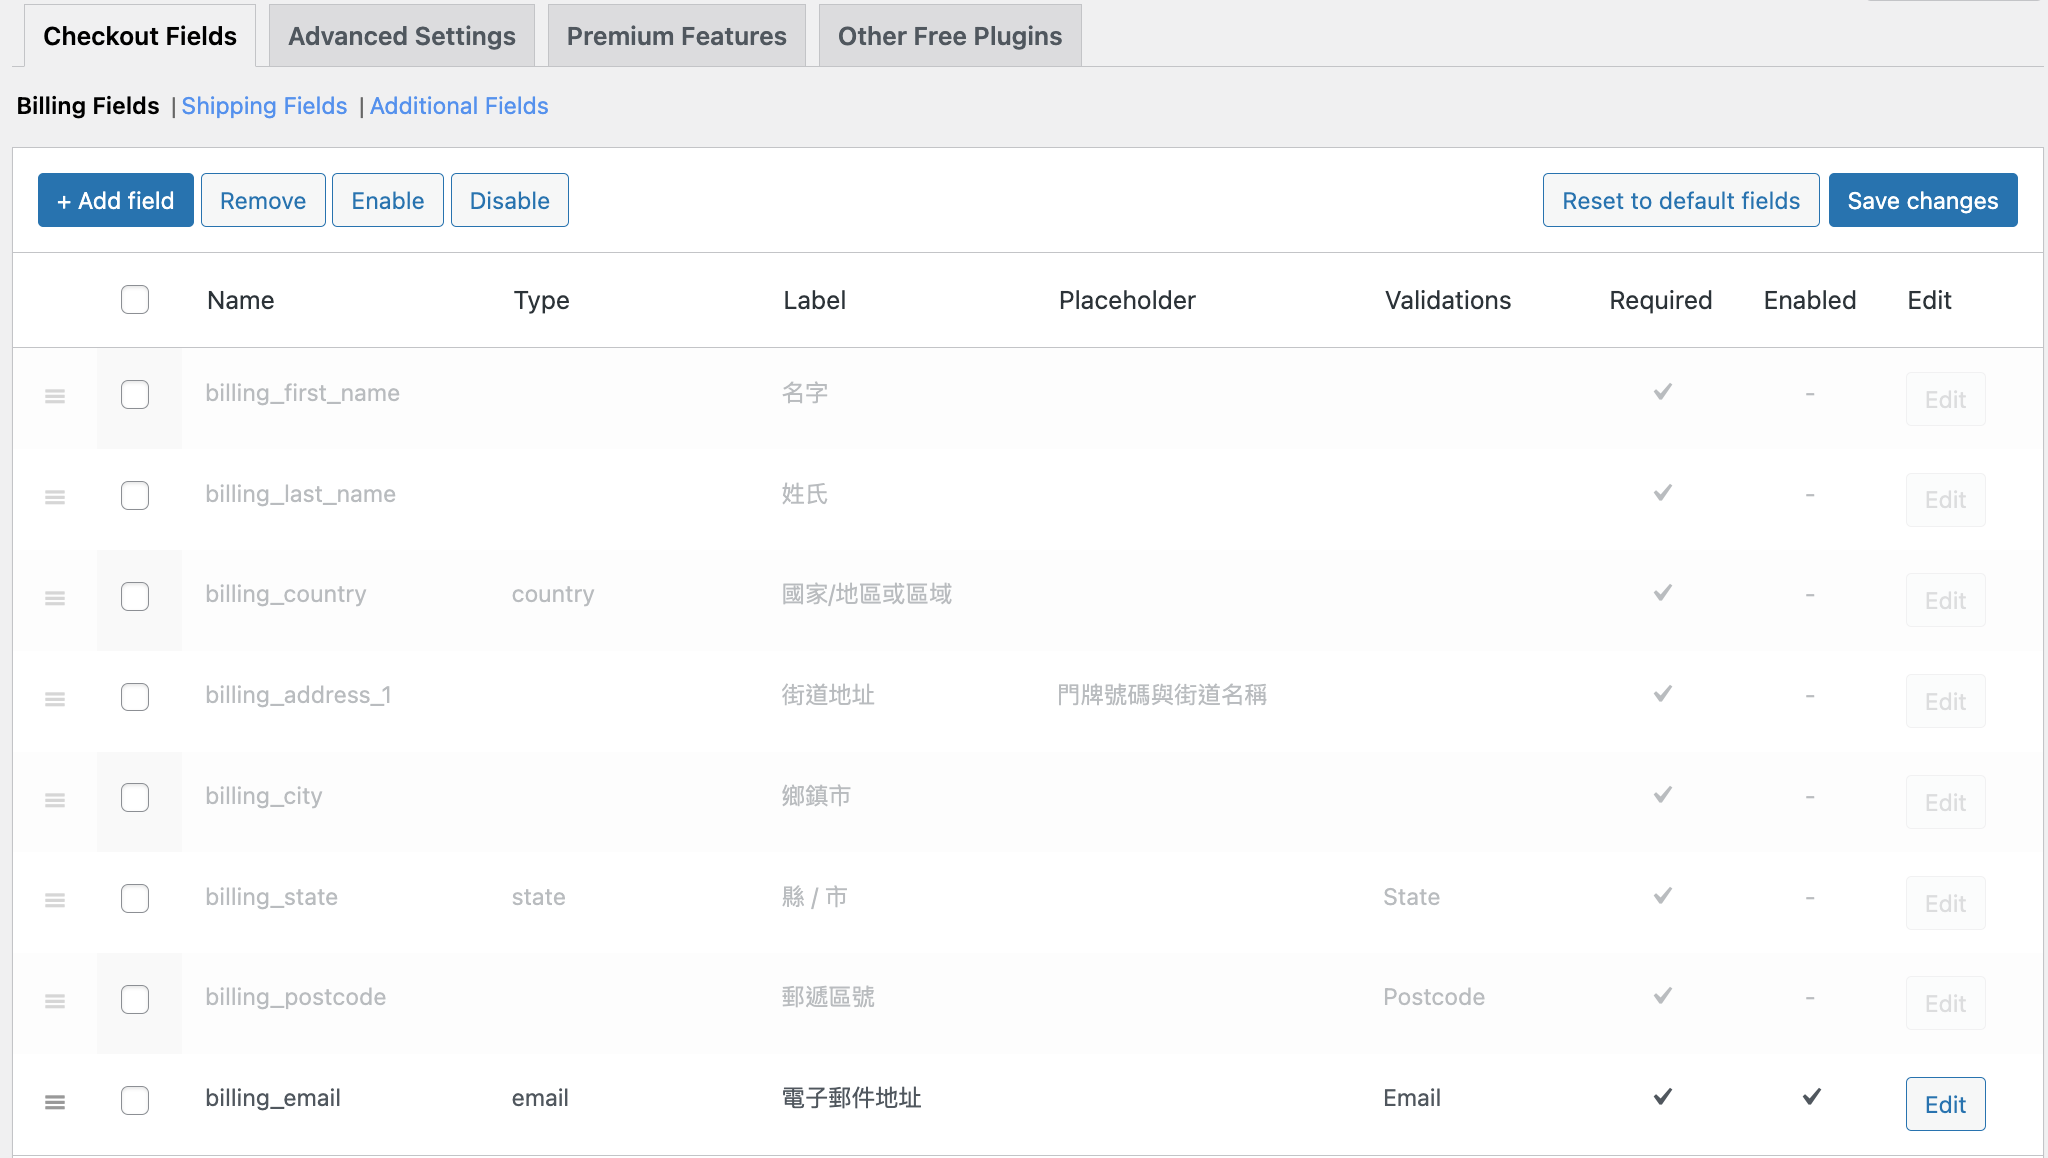 Checkout Fields Advanced Settings Premium Features Other Free Plugins
Billing Fields | Shipping Fields | Additional Fields
+ Add field Remove Enable Disable Reset to default fields Save changes
Name Type Label Placeholder Validations Required Enabled Edit
billing_first_name 名字 ✔ - Edit
billing_last_name 姓氏 ✔ - Edit
billing_country country 國家/地區或區域 ✔ - Edit
billing_address_1 街道地址 門牌號碼與街道名稱 ✔ - Edit
billing_city 鄉鎮市 ✔ - Edit
billing_state state 縣 / 市 State ✔ - Edit
billing_postcode 郵遞區號 Postcode ✔ - Edit
billing_email email 電子郵件地址 Email ✔ ✔ Edit